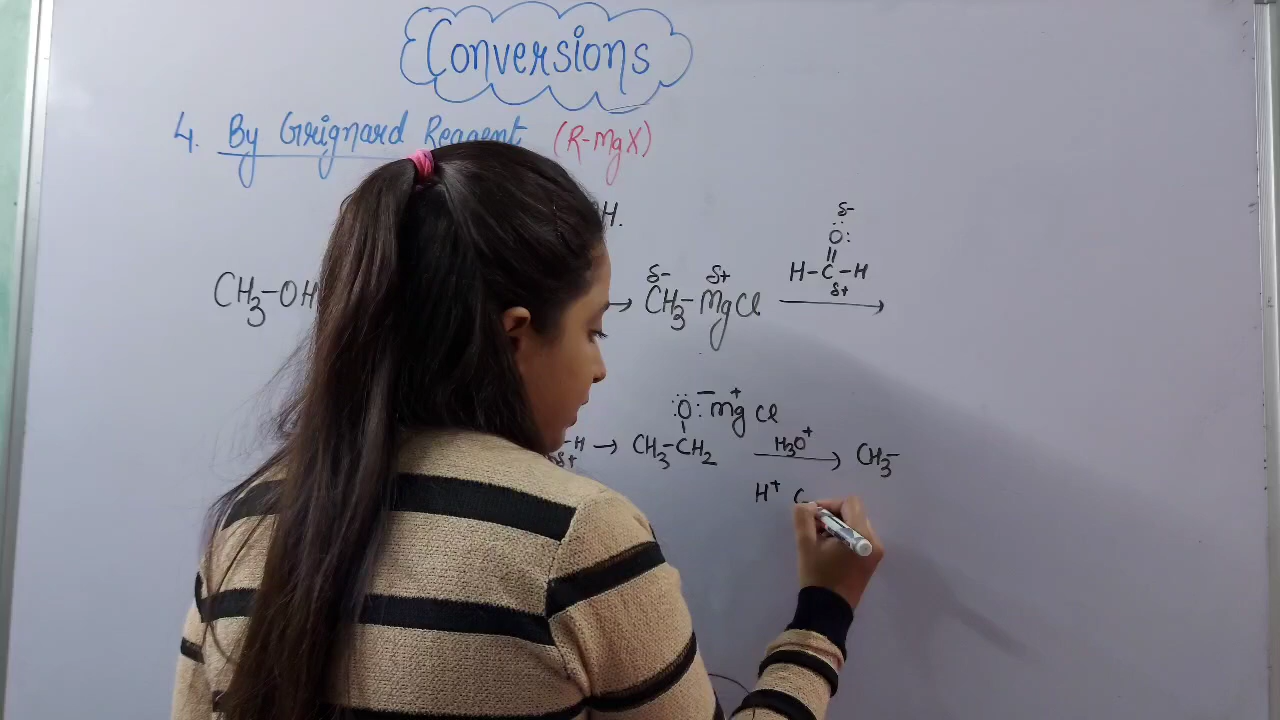 Conversions
4. By Grignard Reagent (R-MgX)
H.
δ-
:Ö:
||
CH₃-OH → δ- CH₃- δ+ MgCl H-C-H δ+ →
:Ö:⁻ Mg⁺ Cl
-H δ+ → CH₃-CH₂ H₃O⁺ → CH₃-
H⁺